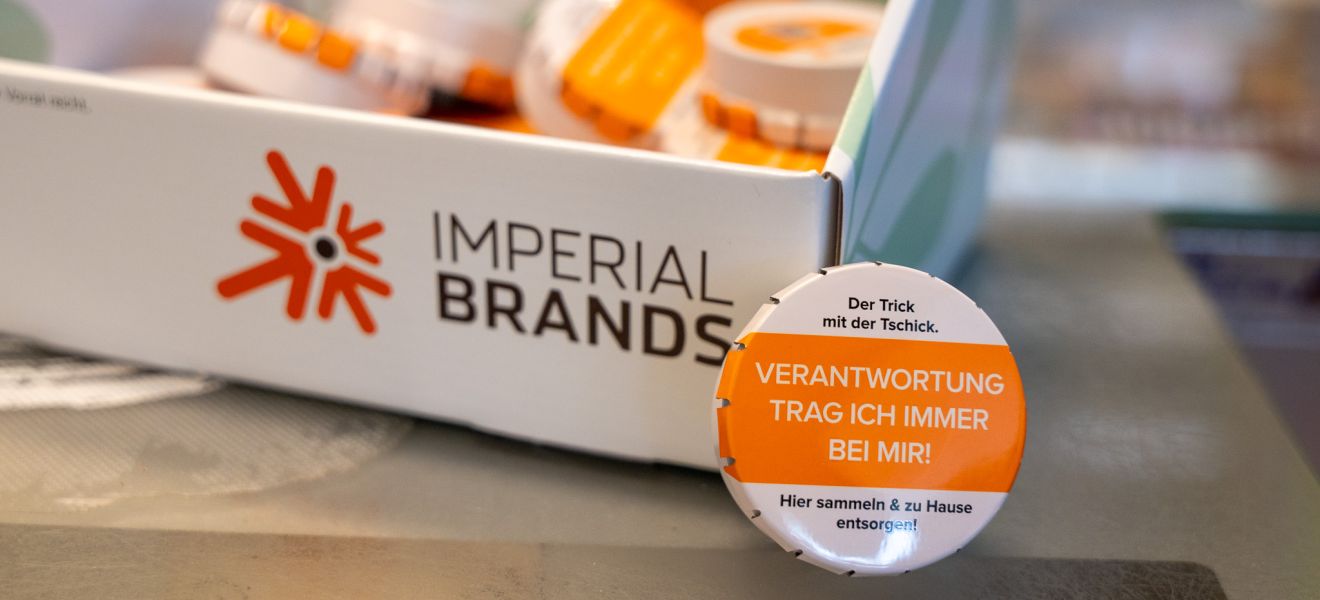 Vorrat reicht.
IMPERIAL
BRANDS
Der Trick
mit der Tschick.
VERANTWORTUNG
TRAG ICH IMMER
BEI MIR!
Hier sammeln & zu Hause
entsorgen!